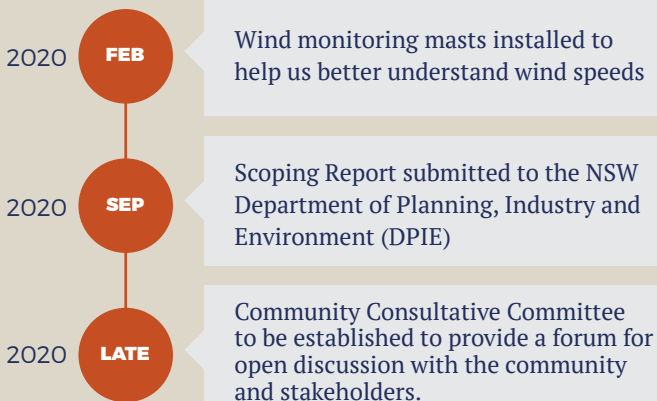 2020
FEB
Wind monitoring masts installed to
help us better understand wind speeds
2020
SEP
Scoping Report submitted to the NSW
Department of Planning, Industry and
Environment (DPIE)
2020
LATE
Community Consultative Committee
to be established to provide a forum for
open discussion with the community
and stakeholders.